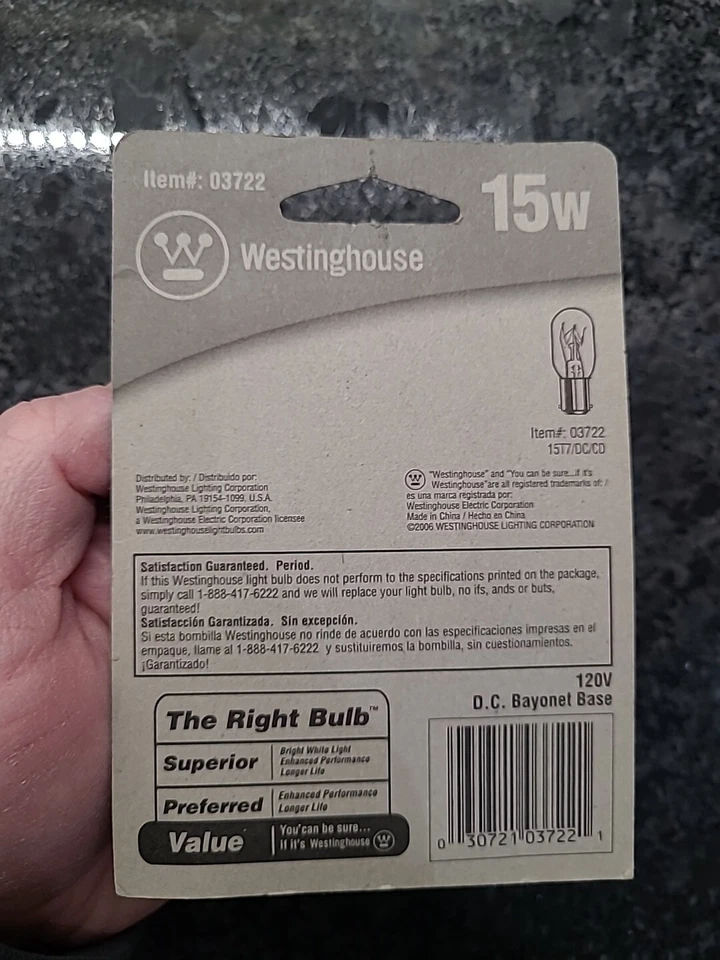 Item#: 03722
15W
Westinghouse
Item#: 03722
15T7/DC/CD
Distributed by: / Distribuido por:
Westinghouse Lighting Corporation
Philadelphia, PA 19154-1099, U.S.A.
Westinghouse Lighting Corporation,
a Westinghouse Electric Corporation licensee
www.westinghouselightbulbs.com
"Westinghouse" and "You can be sure...if it's
Westinghouse"are all registered trademarks of: /
es una marca registrada por:
Westinghouse Electric Corporation
Made in China / Hecho en China
©2006 WESTINGHOUSE LIGHTING CORPORATION
Satisfaction Guaranteed. Period.
If this Westinghouse light bulb does not perform to the specifications printed on the package,
simply call 1-888-417-6222 and we will replace your light bulb, no ifs, ands or buts,
guaranteed!
Satisfacción Garantizada. Sin excepción.
Si esta bombilla Westinghouse no rinde de acuerdo con las especificaciones impresas en el
empaque, llame al 1-888-417-6222 y sustituiremos la bombilla, sin cuestionamientos.
¡Garantizado!
120V
D.C. Bayonet Base
The Right Bulb™
Superior
Bright White Light
Enhanced Performance
Longer Life
Preferred
Enhanced Performance
Longer Life
Value
You can be sure...
if it's Westinghouse
0 30721 03722 1